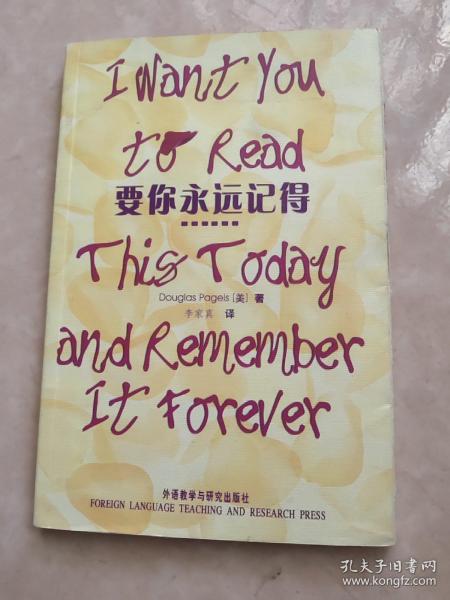 I Want You
to Read
要你永远记得
This Today
Douglas Pagels [美] 著
李家真 译
and Remember
It Forever
外语教学与研究出版社
FOREIGN LANGUAGE TEACHING AND RESEARCH PRESS
孔夫子旧书网
www.kongfz.com